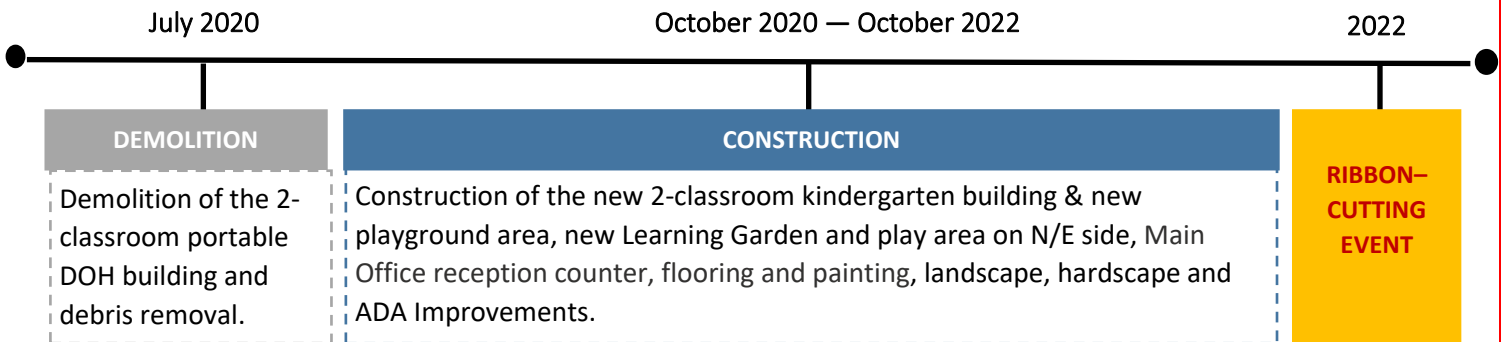 July 2020
October 2020 — October 2022
2022
DEMOLITION
CONSTRUCTION
RIBBON–
CUTTING
EVENT
Demolition of the 2-
classroom portable
DOH building and
debris removal.
Construction of the new 2-classroom kindergarten building & new
playground area, new Learning Garden and play area on N/E side, Main
Office reception counter, flooring and painting, landscape, hardscape and
ADA Improvements.